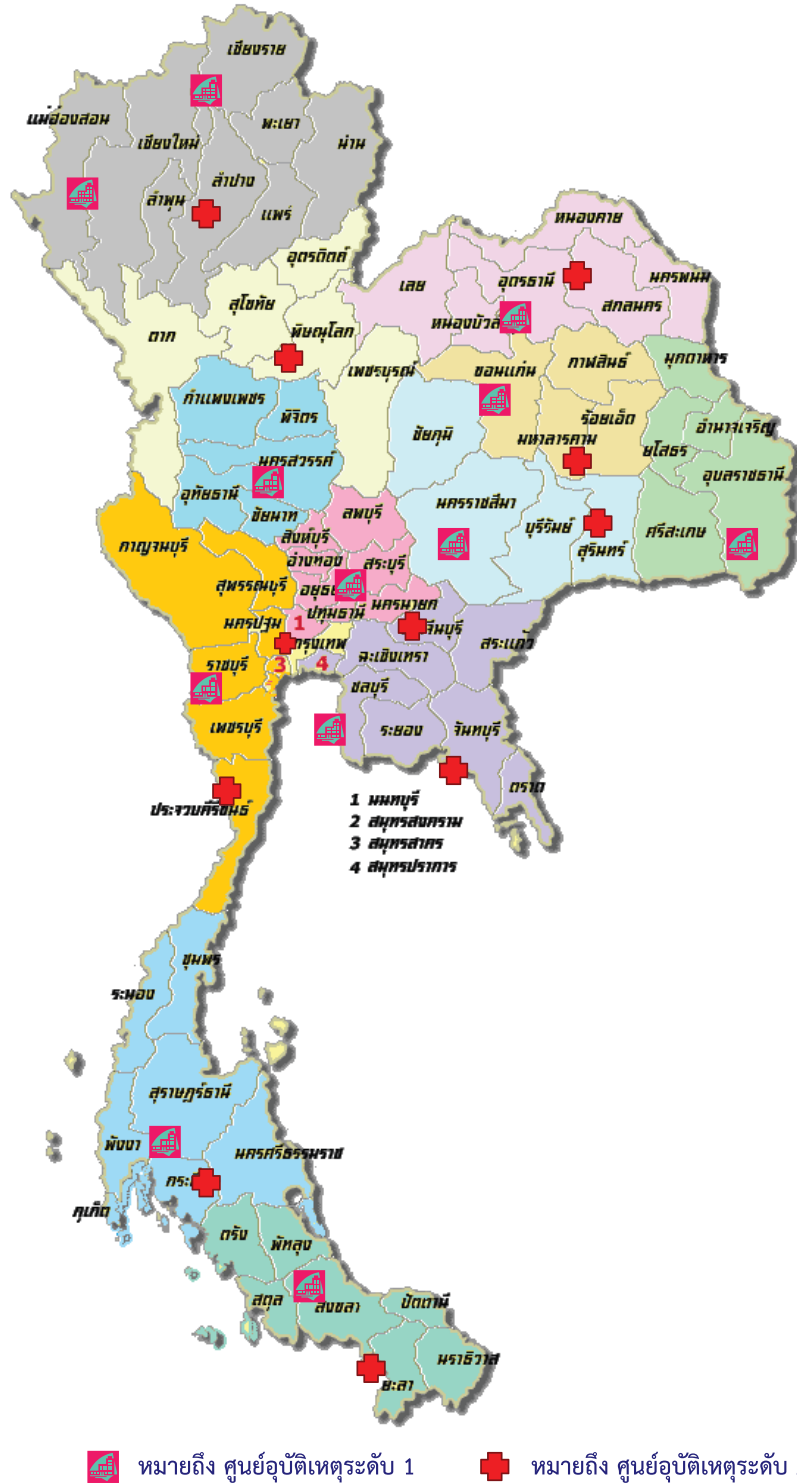 เชียงราย
แม่ฮ่องสอน
เชียงใหม่
พะเยา
น่าน
ลำปาง
ลำพูน
แพร่
อุตรดิตถ์
สุโขทัย
ตาก
พิษณุโลก
เพชรบูรณ์
หนองคาย
เลย
อุดรธานี
นครพนม
สกลนคร
หนองบัวล
ขอนแก่น
กาฬสินธ์
มุกดาหาร
กำแพงเพชร
พิจิตร
ชัยภูมิ
ร้อยเอ็ด
มหาสารคาม
ยโสธร
อำนาจเจริญ
อุบลราชธานี
นครสวรรค์
อุทัยธานี
ชัยนาท
ลพบุรี
นครราชสีมา
บุรีรัมย์
สุรินทร์
ศรีสะเกษ
กาญจนบุรี
สิงห์บุรี
อ่างทอง
สระบุรี
สุพรรณบุรี
อยุธย
ปทุมธานี
นครนายก
นครปฐม
1
กรุงเทพ
จีนบุรี
สระแก้ว
3
4
ฉะเชิงเทรา
ราชบุรี
ชลบุรี
เพชรบุรี
ระยอง
จันทบุรี
ตราด
1 นนทบุรี
2 สมุทรสงคราม
3 สมุทรสาคร
4 สมุทรปราการ
ชุมพร
ระนอง
สุราษฎร์ธานี
พังงา
นครศรีธรรมราช
ภูเก็ต
ตรัง
พัทลุง
สตูล
สงขลา
ปัตตานี
นราธิวาส
ยะลา
หมายถึง ศูนย์อุบัติเหตุระดับ 1
หมายถึง ศูนย์อุบัติเหตุระดับ